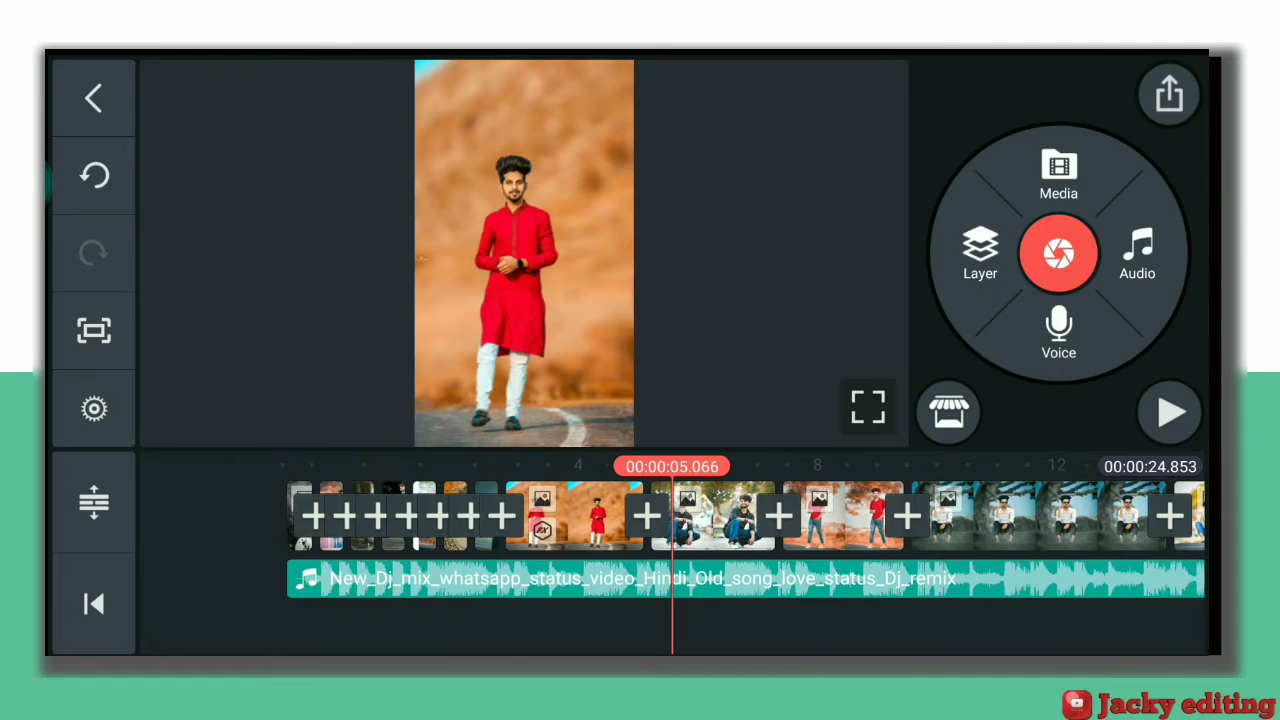 Media
Layer
Audio
Voice
4
00:00:05.066
8
12
00:00:24.853
New_Dj_mix_whatsapp_status_video_Hindi_Old_song_love_status_Dj_remix
Jacky editing